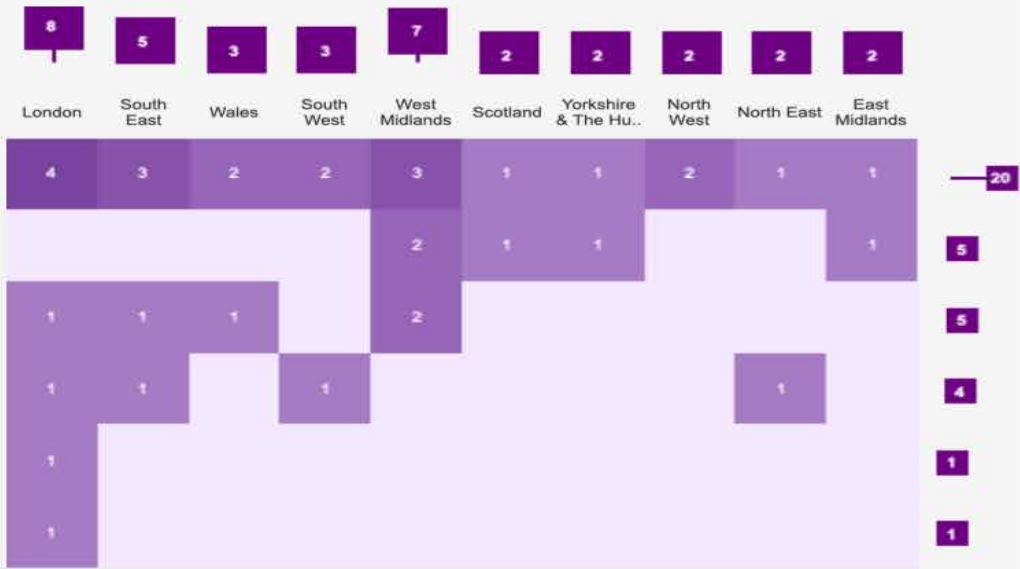 8 5 3 3 7 2 2 2 2 2
London South East Wales South West West Midlands Scotland Yorkshire & The Hu.. North West North East East Midlands
4 3 2 2 3 1 1 2 1 1 20
2 1 1 1 5
1 1 1 2 5
1 1 1 1 4
1 1
1 1